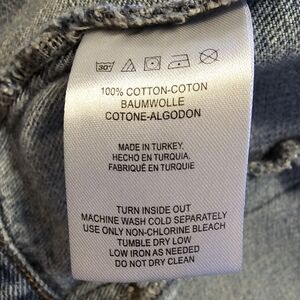 30°
100% COTTON-COTON
BAUMWOLLE
COTONE-ALGODON
MADE IN TURKEY
HECHO EN TURQUIA.
FABRIQUÉ EN TURQUIE
TURN INSIDE OUT
MACHINE WASH COLD SEPARATELY
USE ONLY NON-CHLORINE BLEACH
TUMBLE DRY LOW
LOW IRON AS NEEDED
DO NOT DRY CLEAN